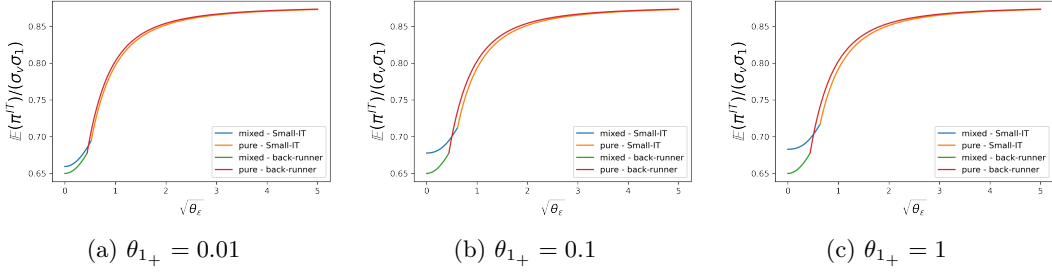 𝔼(π^{IT})/(σ_vσ_1)
0.85
0.80
0.75
0.70
0.65
mixed - Small-IT
pure - Small-IT
mixed - back-runner
pure - back-runner
0 1 2 3 4 5
√θ_ε
(a) θ_{1_+} = 0.01
𝔼(π^{IT})/(σ_vσ_1)
0.85
0.80
0.75
0.70
0.65
mixed - Small-IT
pure - Small-IT
mixed - back-runner
pure - back-runner
0 1 2 3 4 5
√θ_ε
(b) θ_{1_+} = 0.1
𝔼(π^{IT})/(σ_vσ_1)
0.85
0.80
0.75
0.70
0.65
mixed - Small-IT
pure - Small-IT
mixed - back-runner
pure - back-runner
0 1 2 3 4 5
√θ_ε
(c) θ_{1_+} = 1